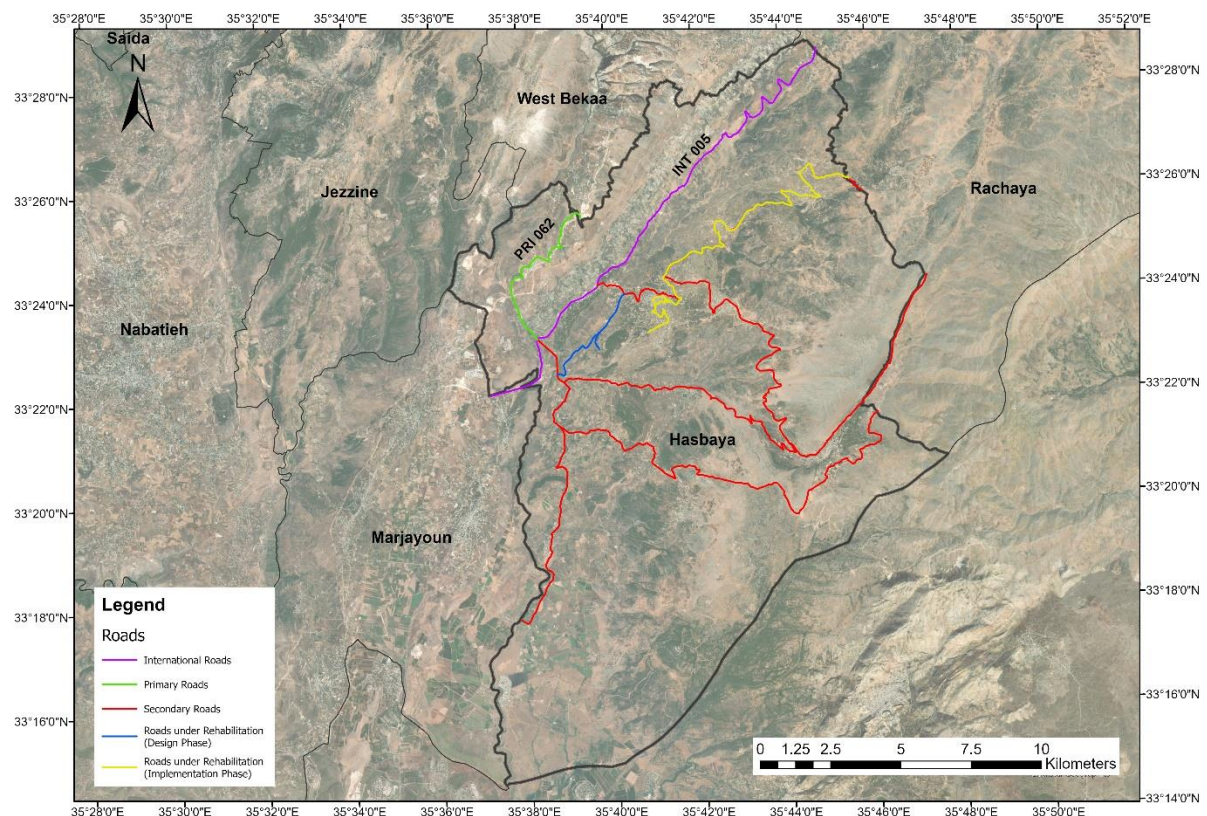 35°28'0"E 35°30'0"E 35°32'0"E 35°34'0"E 35°36'0"E 35°38'0"E 35°40'0"E 35°42'0"E 35°44'0"E 35°46'0"E 35°48'0"E 35°50'0"E 35°52'0"E
Saida
N
33°28'0"N 33°28'0"N
West Bekaa
INT 005
33°26'0"N 33°26'0"N
Jezzine
Rachaya
PRI 062
33°24'0"N 33°24'0"N
Nabatieh
33°22'0"N 33°22'0"N
Hasbaya
33°20'0"N 33°20'0"N
Marjayoun
33°18'0"N 33°18'0"N
33°16'0"N 33°16'0"N
33°14'0"N
Legend
Roads
International Roads
Primary Roads
Secondary Roads
Roads under Rehabilitation
(Design Phase)
Roads under Rehabilitation
(Implementation Phase)
0 1.25 2.5 5 7.5 10
Kilometers
35°28'0"E 35°30'0"E 35°32'0"E 35°34'0"E 35°36'0"E 35°38'0"E 35°40'0"E 35°42'0"E 35°44'0"E 35°46'0"E 35°48'0"E 35°50'0"E